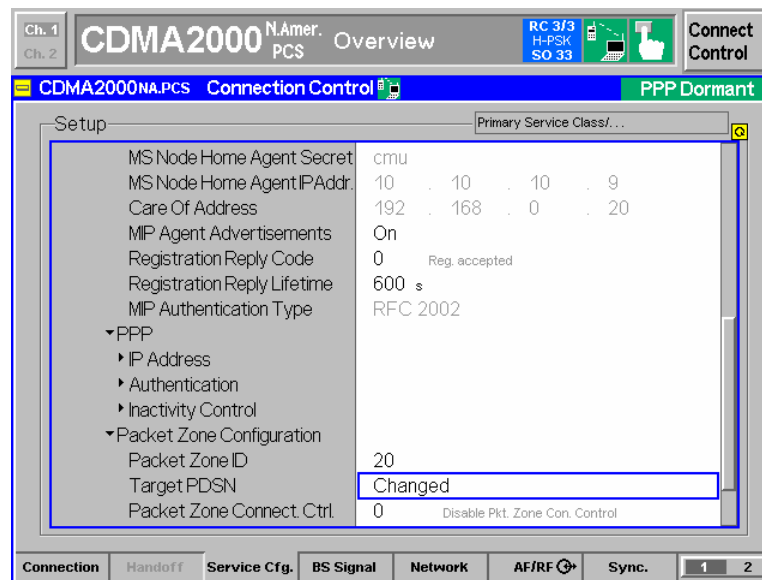 Ch. 1
Ch. 2
CDMA2000 N.Amer. PCS Overview
RC 3/3
H-PSK
SO 33
Connect
Control
CDMA2000 NA.PCS Connection Control
PPP Dormant
Setup
Primary Service Class/. . .
MS Node Home Agent Secret cmu
MS Node Home Agent IP Addr. 10 . 10 . 10 . 9
Care Of Address 192 . 168 . 0 . 20
MIP Agent Advertisements On
Registration Reply Code 0 Reg. accepted
Registration Reply Lifetime 600 s
MIP Authentication Type RFC 2002
PPP
IP Address
Authentication
Inactivity Control
Packet Zone Configuration
Packet Zone ID 20
Target PDSN Changed
Packet Zone Connect. Ctrl. 0 Disable Pkt. Zone Con. Control
Connection Handoff Service Cfg. BS Signal Network AF/RF Sync. 1 2